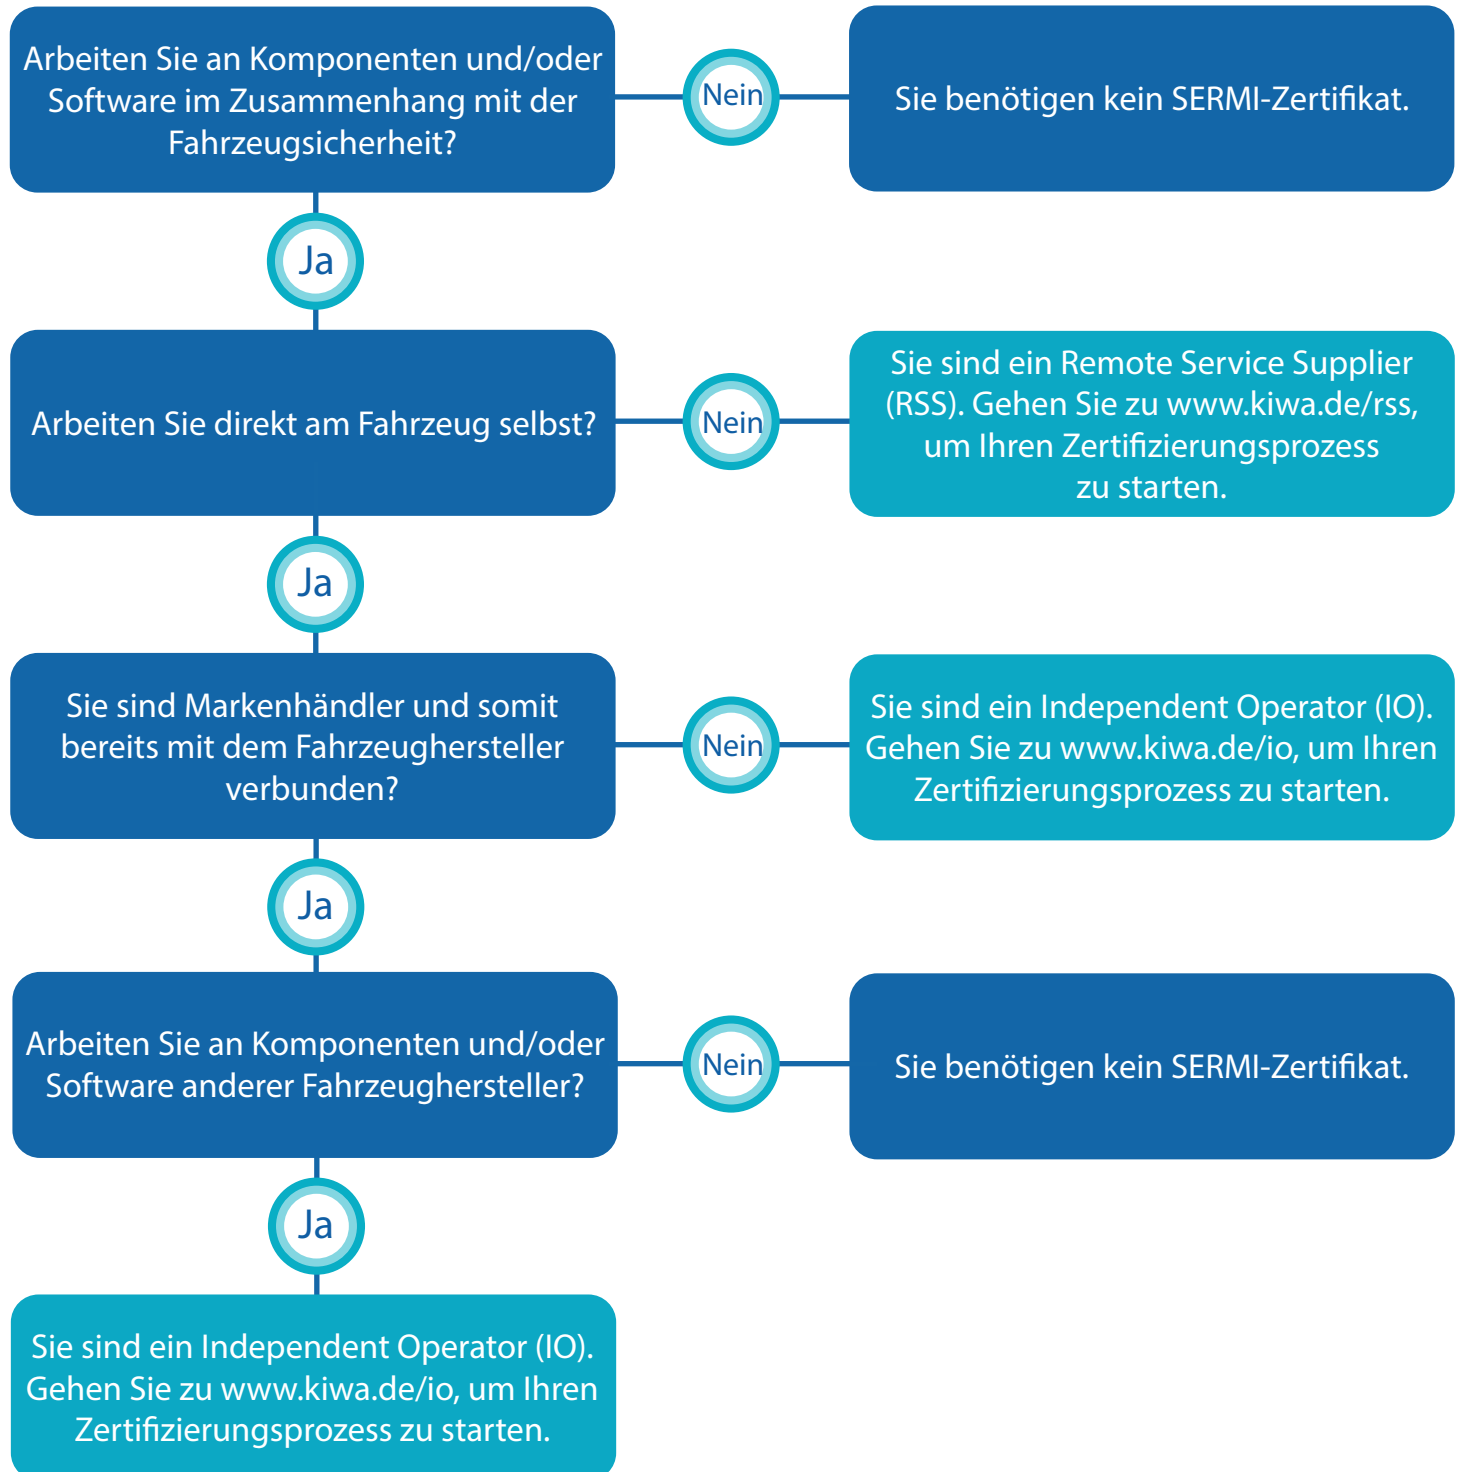 Arbeiten Sie an Komponenten und/oder
Software im Zusammenhang mit der
Fahrzeugsicherheit?
Nein
Sie benötigen kein SERMI-Zertifikat.
Ja
Arbeiten Sie direkt am Fahrzeug selbst?
Nein
Sie sind ein Remote Service Supplier
(RSS). Gehen Sie zu www.kiwa.de/rss,
um Ihren Zertifizierungsprozess
zu starten.
Ja
Sie sind Markenhändler und somit
bereits mit dem Fahrzeughersteller
verbunden?
Nein
Sie sind ein Independent Operator (IO).
Gehen Sie zu www.kiwa.de/io, um Ihren
Zertifizierungsprozess zu starten.
Ja
Arbeiten Sie an Komponenten und/oder
Software anderer Fahrzeughersteller?
Nein
Sie benötigen kein SERMI-Zertifikat.
Ja
Sie sind ein Independent Operator (IO).
Gehen Sie zu www.kiwa.de/io, um Ihren
Zertifizierungsprozess zu starten.